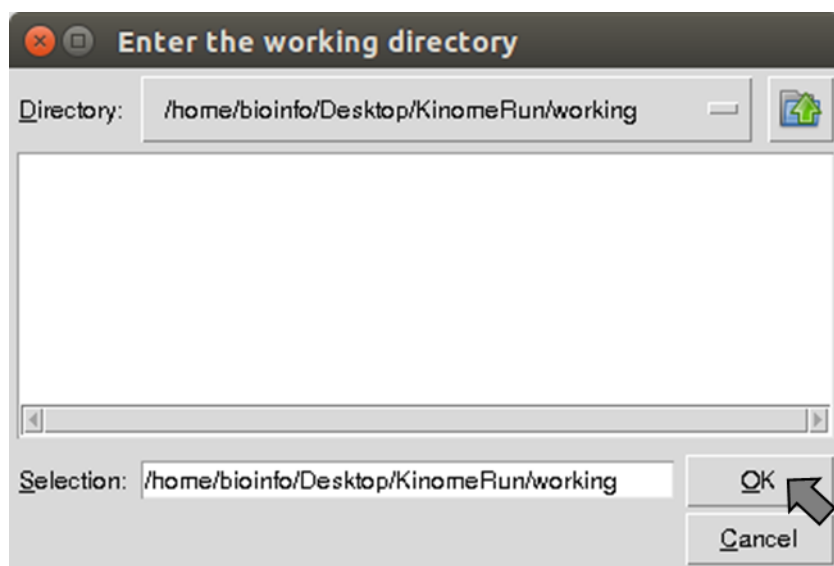 Enter the working directory
Directory: /home/bioinfo/Desktop/KinomeRun/working
Selection: /home/bioinfo/Desktop/KinomeRun/working OK
Cancel